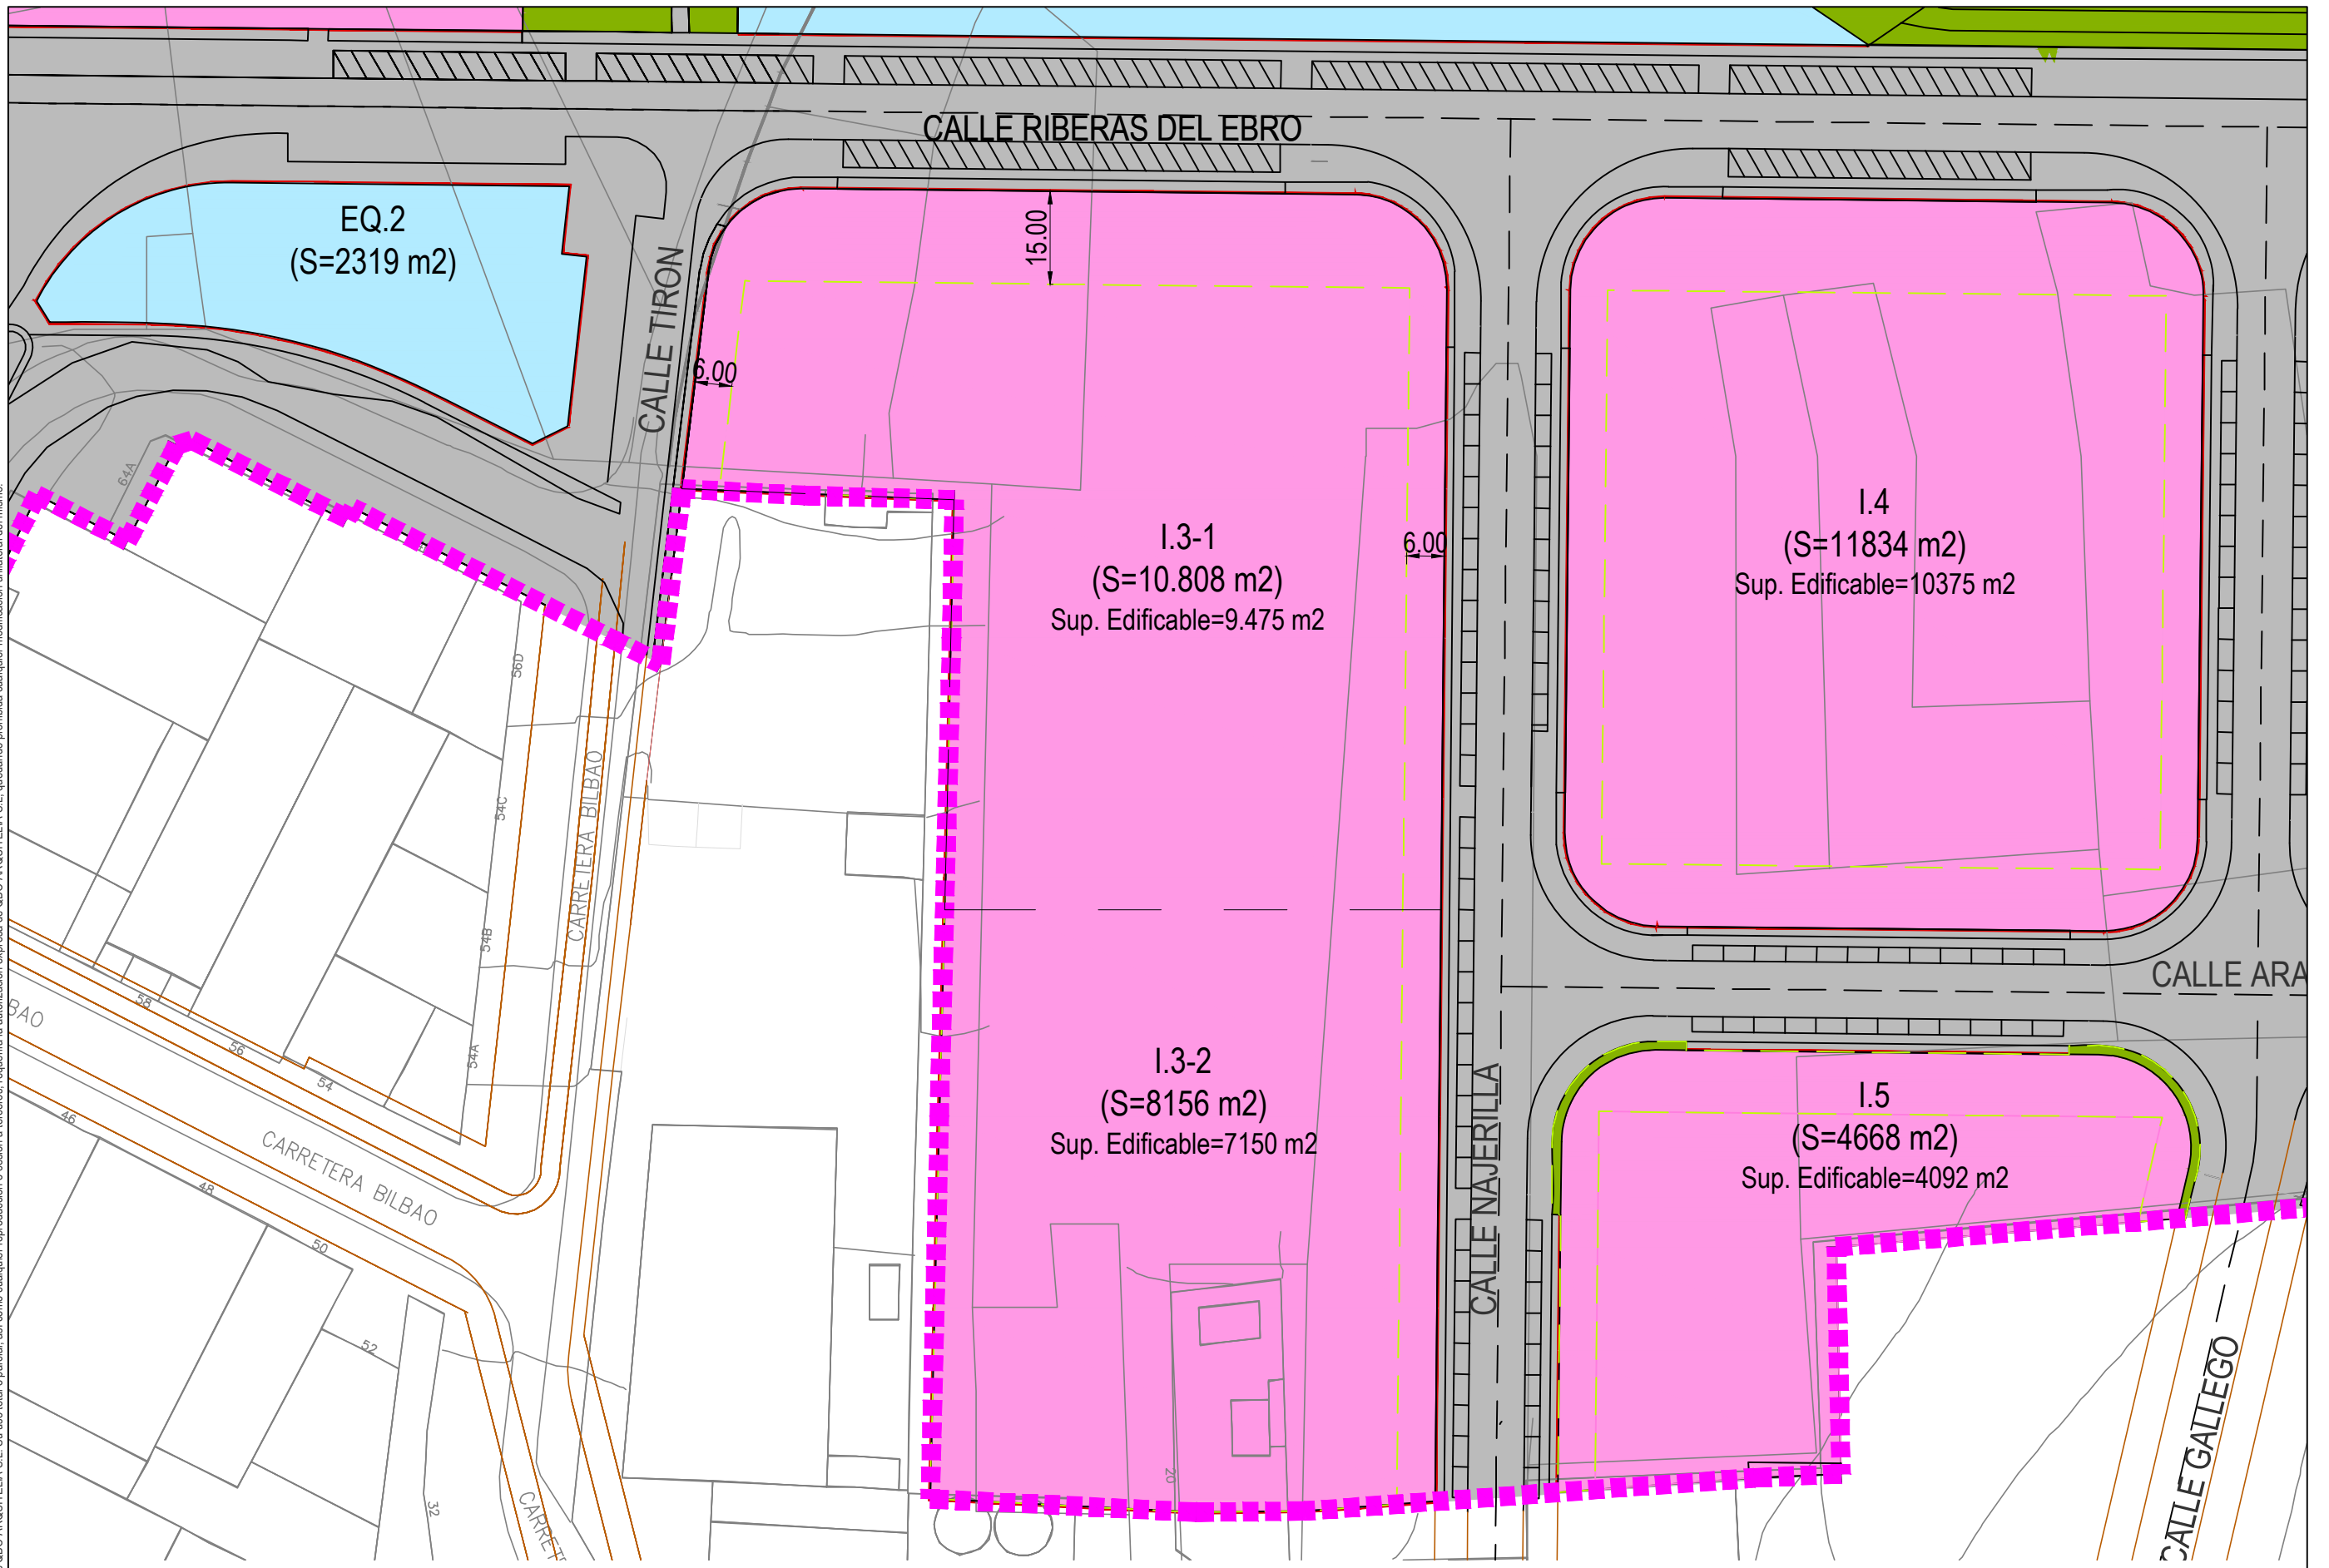 CALLE RIBERAS DEL EBRO
EQ.2
(S=2319 m2)
CALLE TIRON
15.00
6.00
I.3-1
(S=10.808 m2)
Sup. Edificable=9.475 m2
6.00
I.4
(S=11834 m2)
Sup. Edificable=10375 m2
64A
56D
54C
54B
54A
CARRETERA BILBAO
58
56
54
BAO
46
48
50
52
32
CARRETERA BILBAO
CARRETE
I.3-2
(S=8156 m2)
Sup. Edificable=7150 m2
20
CALLE NAJERILLA
CALLE ARA
I.5
(S=4668 m2)
Sup. Edificable=4092 m2
CALLE GALLEGO